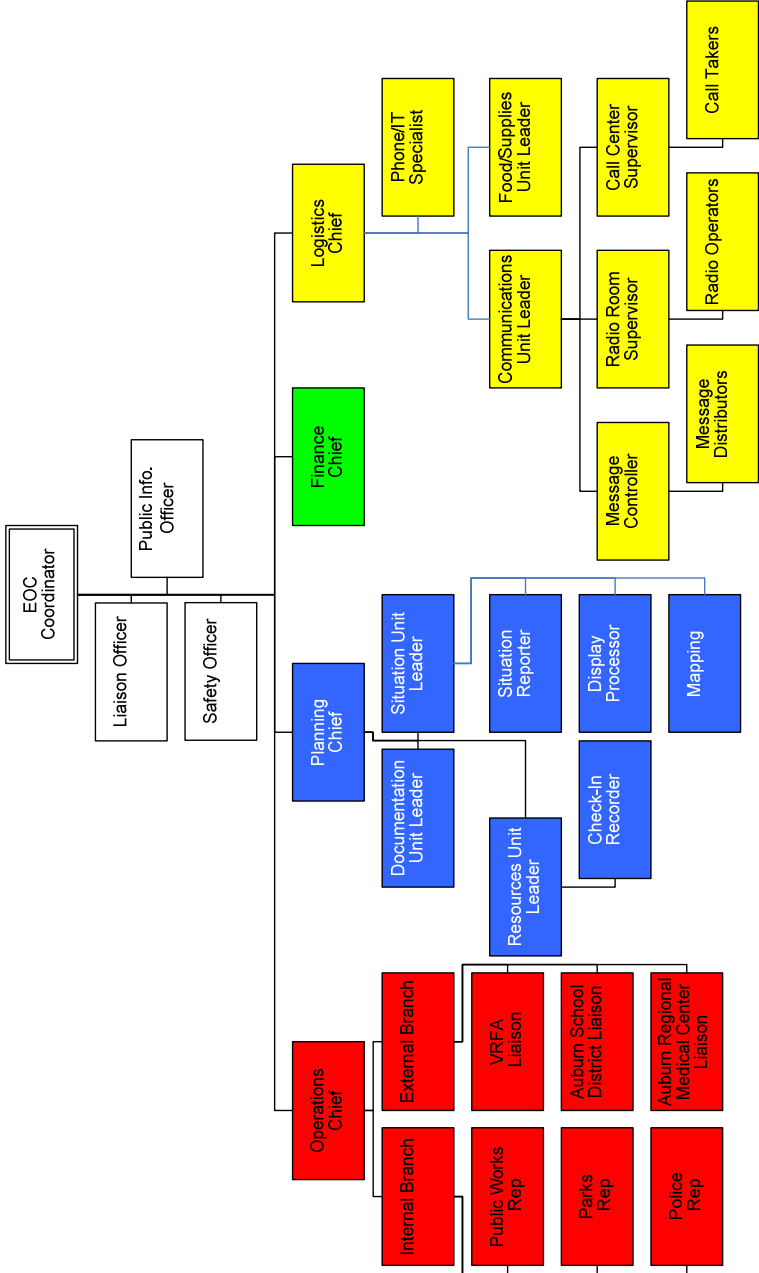 EOC
Coordinator
Public Info.
Officer
Liaison Officer
Safety Officer
Operations
Chief
Planning
Chief
Finance
Chief
Logistics
Chief
Internal Branch
External Branch
Public Works
Rep
VRFA
Liaison
Parks
Rep
Auburn School
District Liaison
Police
Rep
Auburn Regional
Medical Center
Liaison
Documentation
Unit Leader
Situation Unit
Leader
Resources Unit
Leader
Situation
Reporter
Check-In
Recorder
Display
Processor
Mapping
Phone/IT
Specialist
Communications
Unit Leader
Food/Supplies
Unit Leader
Message
Controller
Radio Room
Supervisor
Call Center
Supervisor
Message
Distributors
Radio Operators
Call Takers